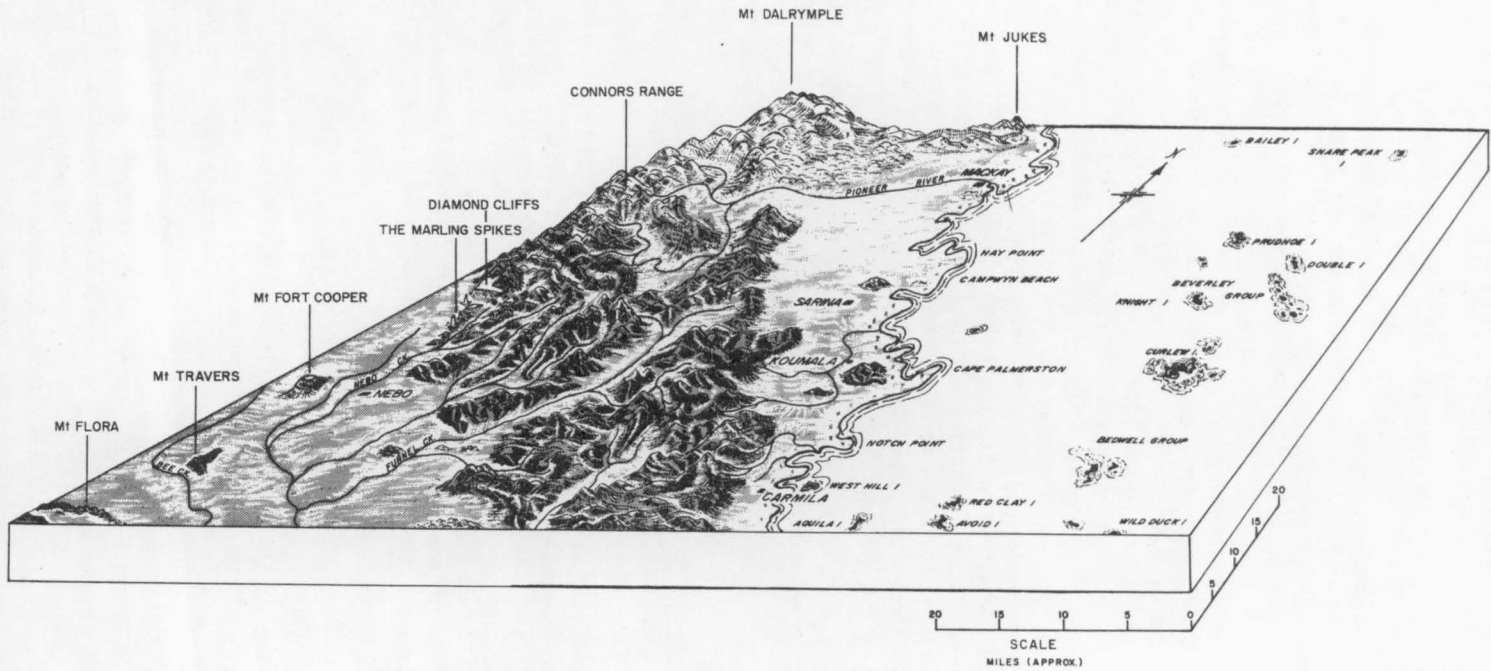 Mt DALRYMPLE
Mt JUKES
CONNORS RANGE
BAILEY I
SNARE PEAK
I
N
MACKAY
PIONEER RIVER
DIAMOND CLIFFS
THE MARLING SPIKES
HAY POINT
PRUDHOE I
DOUBLE I
CAMPWYN BEACH
BEVERLEY
GROUP
KNIGHT I
SARINA
Mt FORT COOPER
CURLEW I.
KOUMALA
CAPE PALMERSTON
NEBO CK
NEBO
Mt TRAVERS
Mt FLORA
BEE CK
FUNNEL CK
NOTCH POINT
BEDWELL GROUP
WEST HILL I
CARMILA
RED CLAY I
AQUILA I
AVOID I
WILD DUCK I
20
15
10
5
20 15 10 5 0
SCALE
MILES (APPROX.)